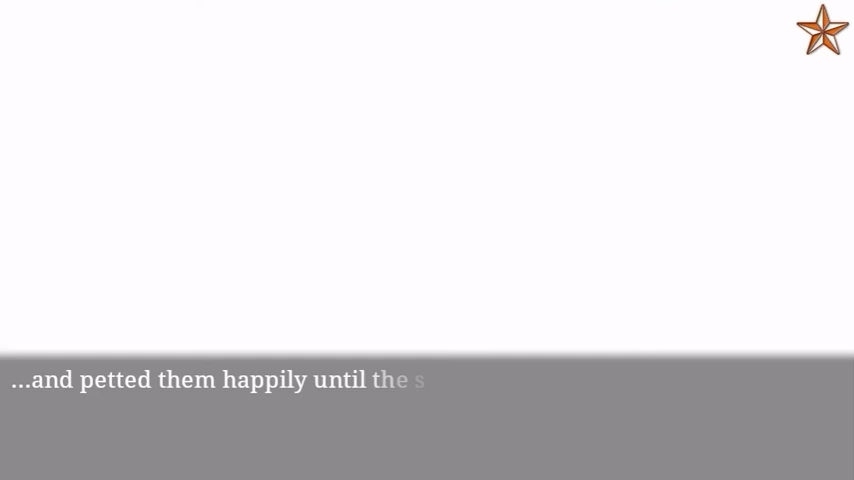 …and petted them happily until the s